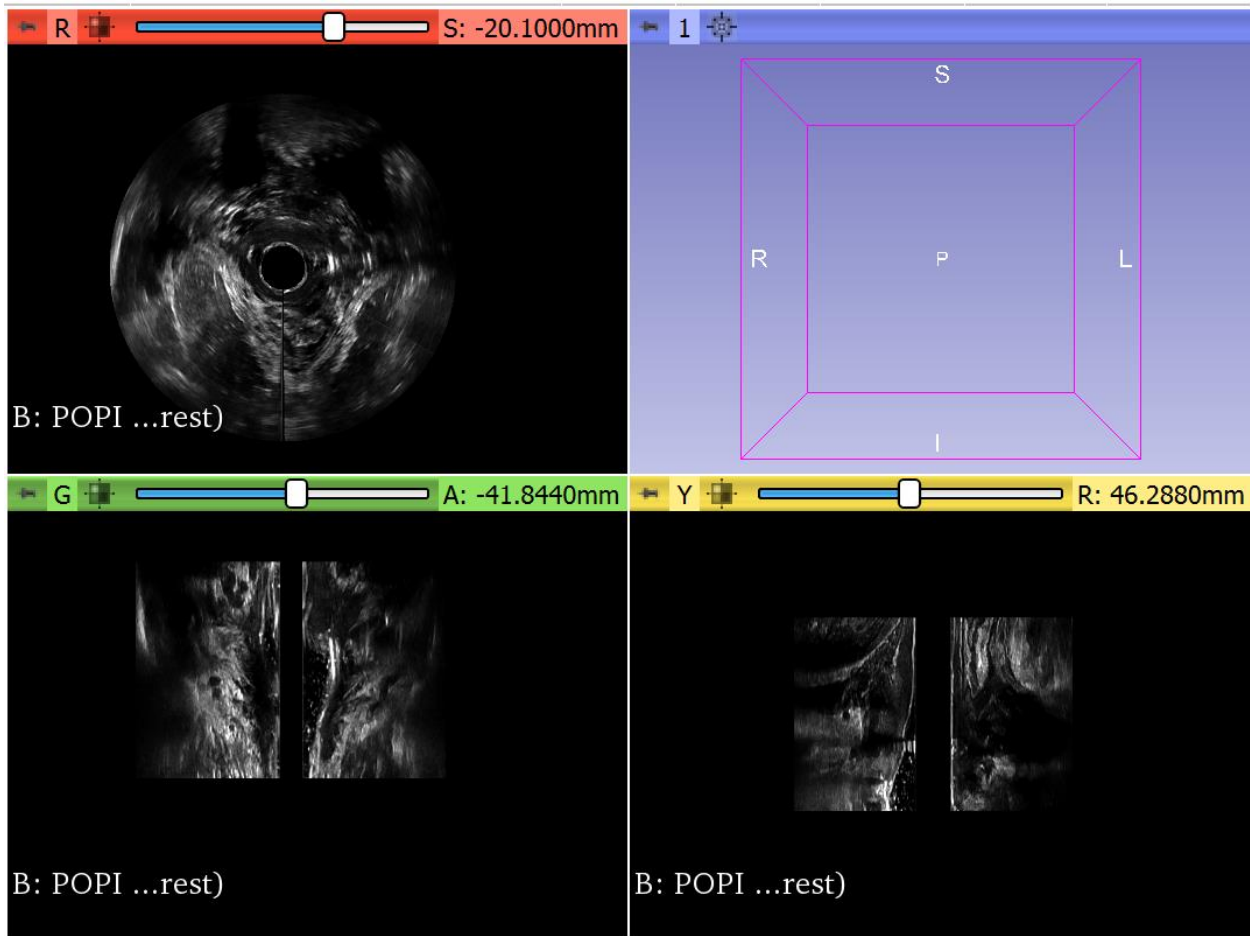 R S: -20.1000mm
1
S
R P L
I
B: POPI ...rest)
G A: -41.8440mm
Y R: 46.2880mm
B: POPI ...rest)
B: POPI ...rest)